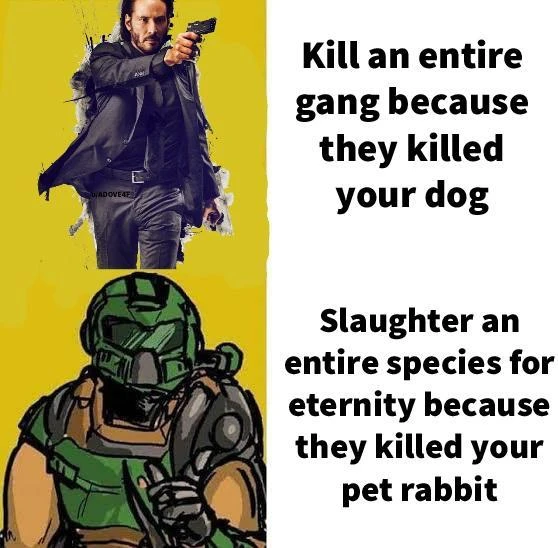 Kill an entire
gang because
they killed
your dog
u/ADOVE4F
Slaughter an
entire species for
eternity because
they killed your
pet rabbit